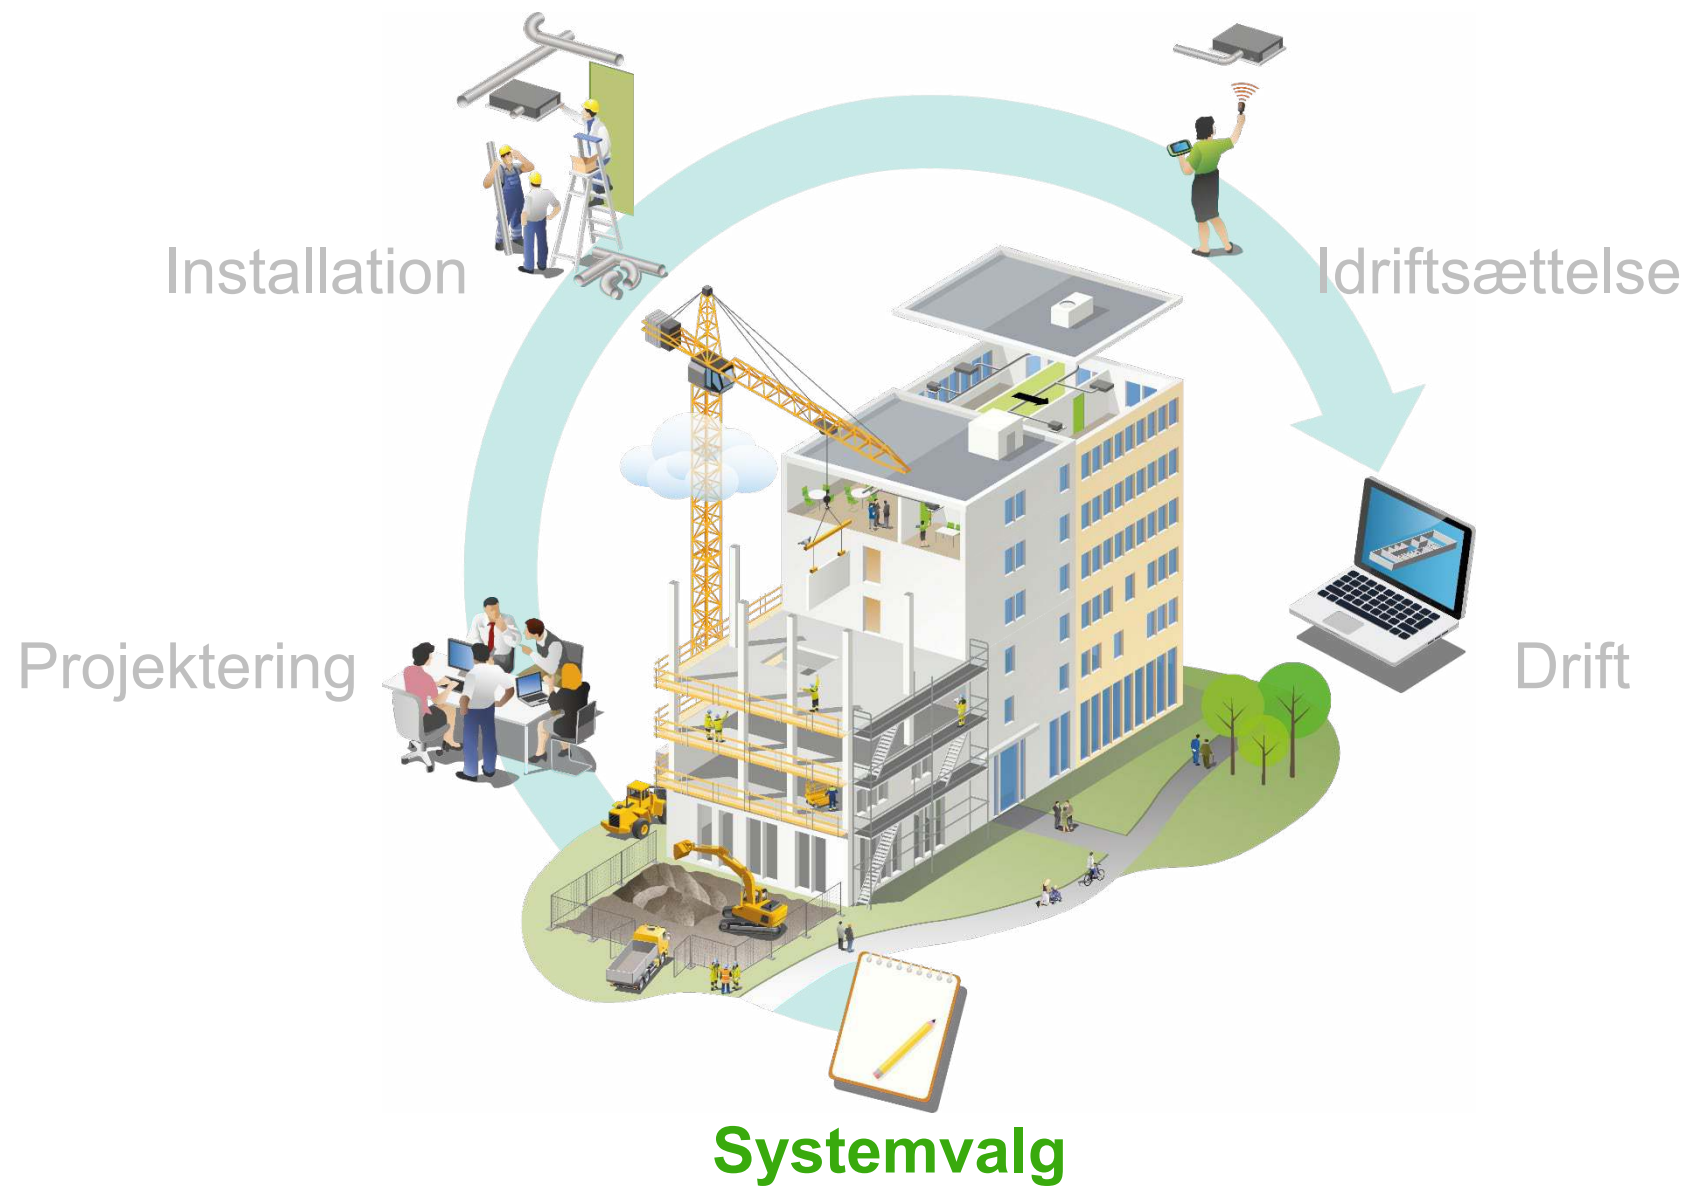 Installation
Idriftsættelse
Projektering
Drift
Systemvalg